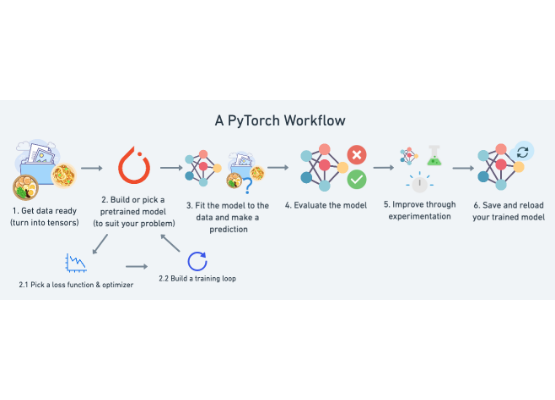 A PyTorch Workflow
1. Get data ready
(turn into tensors)
2. Build or pick a
pretrained model
(to suit your problem)
3. Fit the model to the
data and make a
prediction
4. Evaluate the model
5. Improve through
experimentation
6. Save and reload
your trained model
2.1 Pick a loss function & optimizer
2.2 Build a training loop